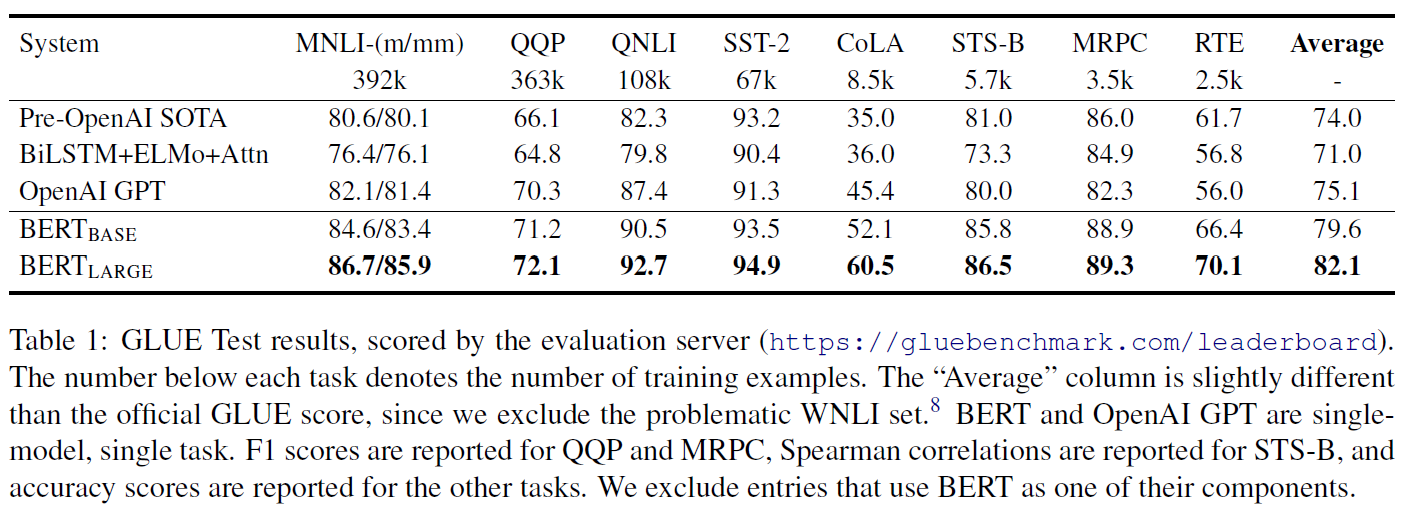 System MNLI-(m/mm) QQP QNLI SST-2 CoLA STS-B MRPC RTE Average
392k 363k 108k 67k 8.5k 5.7k 3.5k 2.5k -
Pre-OpenAI SOTA 80.6/80.1 66.1 82.3 93.2 35.0 81.0 86.0 61.7 74.0
BiLSTM+ELMo+Attn 76.4/76.1 64.8 79.8 90.4 36.0 73.3 84.9 56.8 71.0
OpenAI GPT 82.1/81.4 70.3 87.4 91.3 45.4 80.0 82.3 56.0 75.1
BERTBASE 84.6/83.4 71.2 90.5 93.5 52.1 85.8 88.9 66.4 79.6
BERTLARGE 86.7/85.9 72.1 92.7 94.9 60.5 86.5 89.3 70.1 82.1
Table 1: GLUE Test results, scored by the evaluation server (https://gluebenchmark.com/leaderboard).
The number below each task denotes the number of training examples. The “Average” column is slightly different
than the official GLUE score, since we exclude the problematic WNLI set.8 BERT and OpenAI GPT are single-
model, single task. F1 scores are reported for QQP and MRPC, Spearman correlations are reported for STS-B, and
accuracy scores are reported for the other tasks. We exclude entries that use BERT as one of their components.